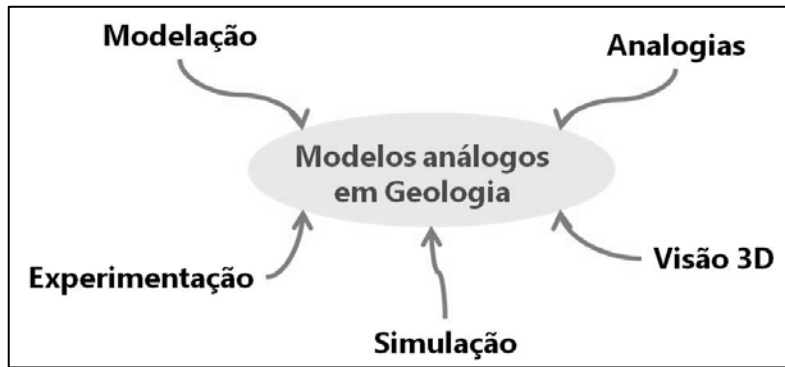 Modelação
Analogias
Modelos análogos
em Geologia
Experimentação
Visão 3D
Simulação